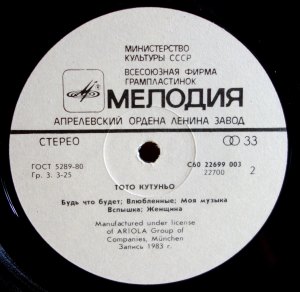 МИНИСТЕРСТВО
КУЛЬТУРЫ СССР
ВСЕСОЮЗНАЯ ФИРМА
ГРАМПЛАСТИНОК
МЕЛОДИЯ
АПРЕЛЕВСКИЙ ОРДЕНА ЛЕНИНА ЗАВОД
СТЕРЕО
33
ГОСТ 5289-80
Гр. 3. 3-25
С60 22699 003
22700
2
ТОТО КУТУНЬО
Будь что будет; Влюбленные; Моя музыка
Вспышка; Женщина
Manufactured under license
of ARIOLA Group of
Companies, München
Запись 1983 г.